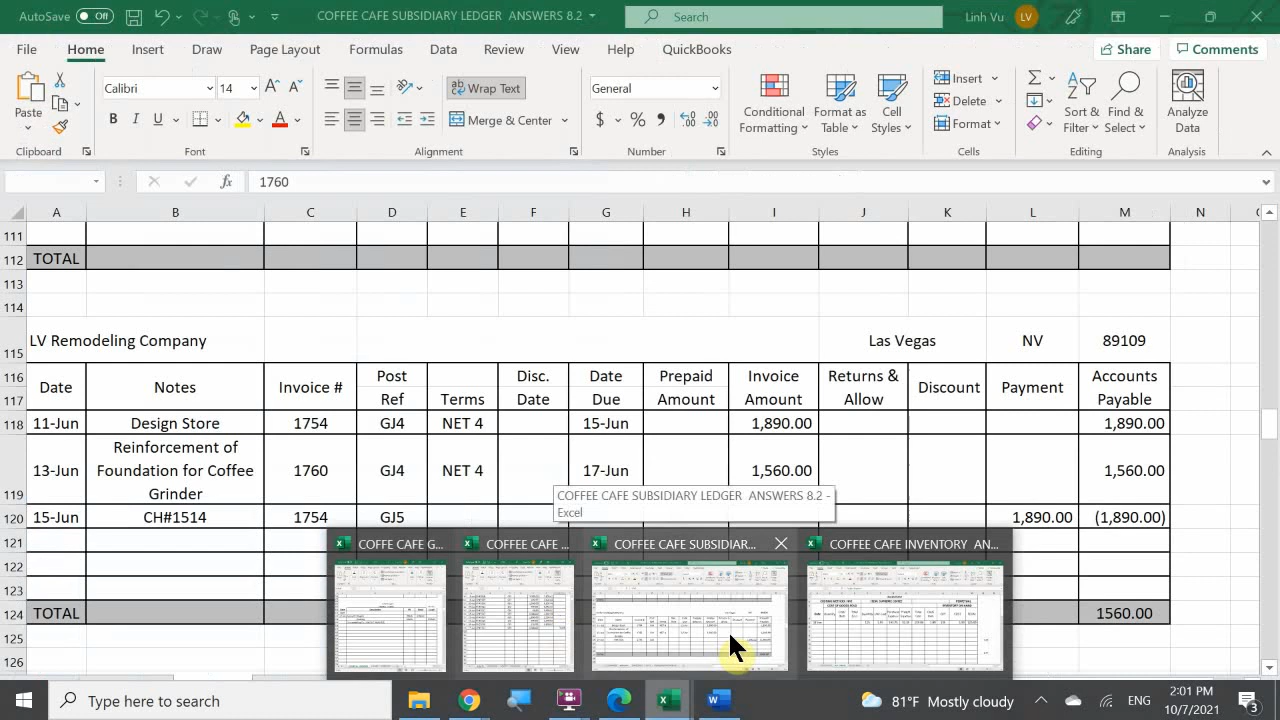 AutoSave Off COFFEE CAFE SUBSIDIARY LEDGER ANSWERS 8.2 Search Linh Vu LV
File Home Insert Draw Page Layout Formulas Data Review View Help QuickBooks Share Comments
Calibri 14 Wrap Text General Insert
Paste B I U Merge & Center $ % Conditional Formatting Format as Table Cell Styles Delete Format Sort & Filter Find & Select Analyze Data
Clipboard Font Alignment Number Styles Cells Editing Analysis
fx 1760
A B C D E F G H I J K L M N
111
112 TOTAL
113
114
115 LV Remodeling Company Las Vegas NV 89109
116 Post Disc. Date Prepaid Invoice Returns & Accounts
Date Notes Invoice # Discount Payment
117 Ref Terms Date Due Amount Amount Allow Payable
118 11-Jun Design Store 1754 GJ4 NET 4 15-Jun 1,890.00 1,890.00
Reinforcement of
13-Jun Foundation for Coffee 1760 GJ4 NET 4 17-Jun 1,560.00 1,560.00
119 Grinder
COFFEE CAFE SUBSIDIARY LEDGER ANSWERS 8.2 -
Excel
120 15-Jun CH#1514 1754 GJ5 1,890.00 (1,890.00)
121
COFFE CAFE G... COFFEE CAFE ... COFFEE CAFE SUBSIDIAR... COFFEE CAFE INVENTORY AN...
122
123
124 TOTAL 1560.00
125
126
Type here to search 81°F Mostly cloudy ENG 2:01 PM
10/7/2021 3